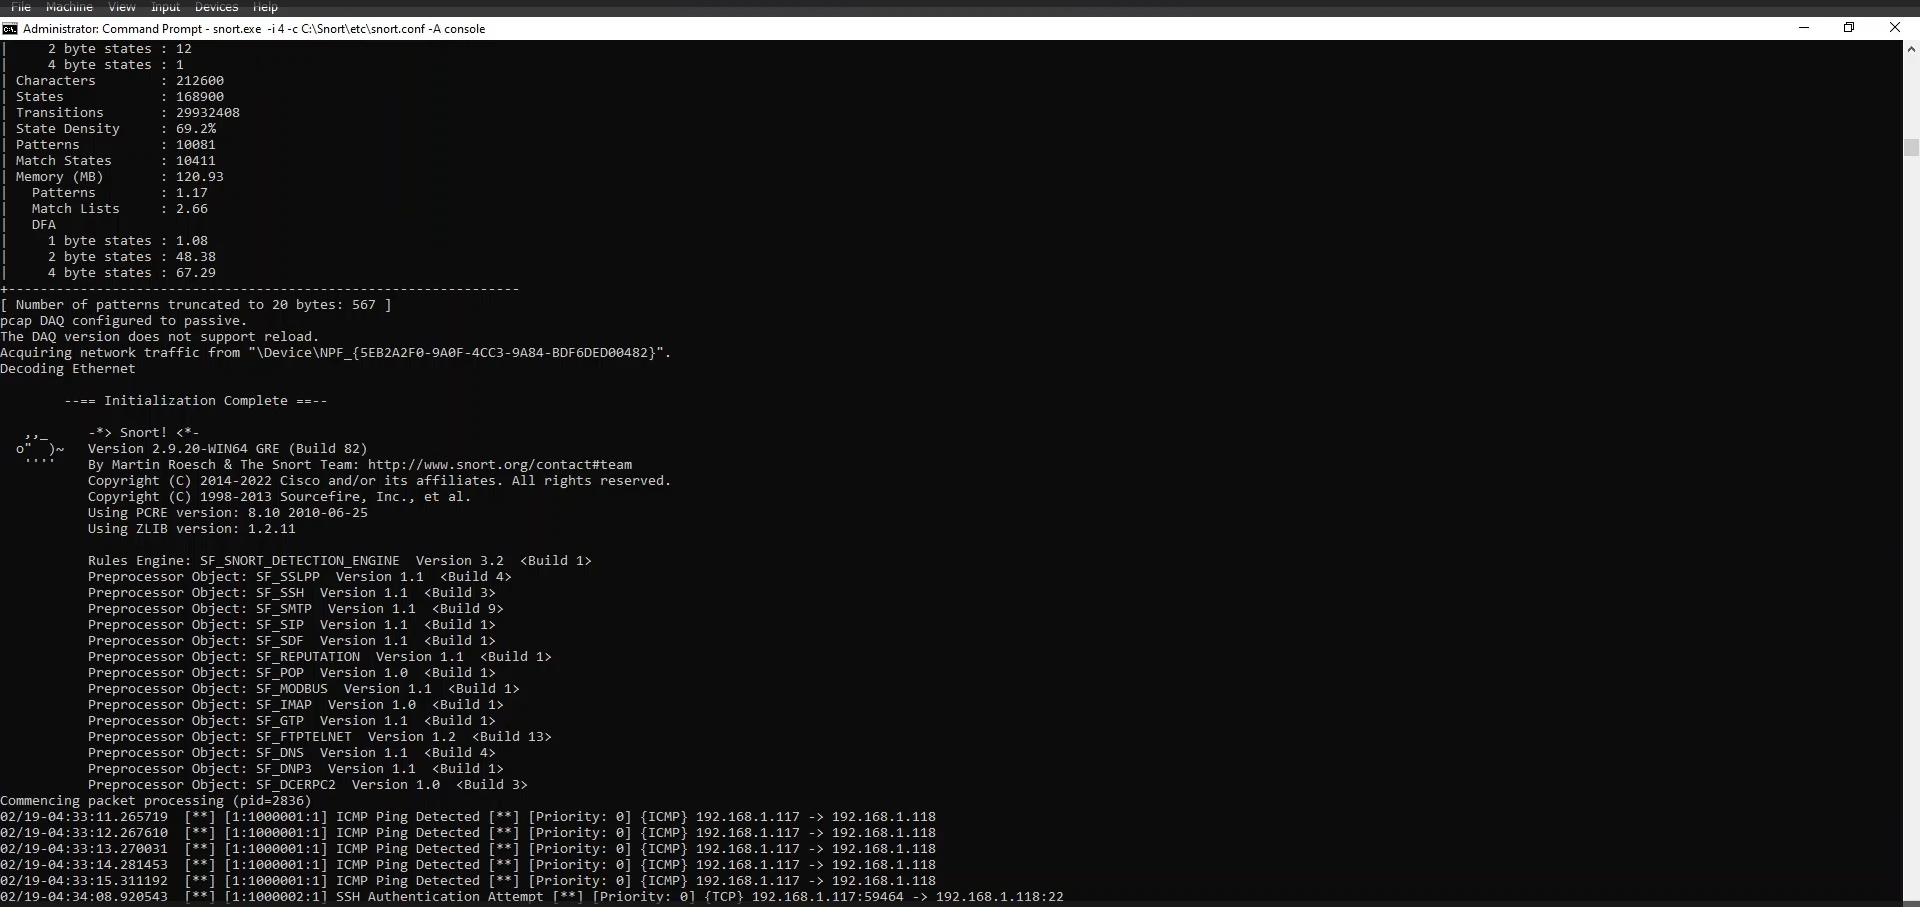 File Machine View Input Devices Help
Administrator: Command Prompt - snort.exe -i 4 -c C:\Snort\etc\snort.conf -A console
|     2 byte states : 12
|     4 byte states : 1
| Characters        : 212600
| States            : 168900
| Transitions       : 29932408
| State Density     : 69.2%
| Patterns          : 10081
| Match States      : 10411
| Memory (MB)       : 120.93
|   Patterns        : 1.17
|   Match Lists     : 2.66
|   DFA
|     1 byte states : 1.08
|     2 byte states : 48.38
|     4 byte states : 67.29
+----------------------------------------------------------------
[ Number of patterns truncated to 20 bytes: 567 ]
pcap DAQ configured to passive.
The DAQ version does not support reload.
Acquiring network traffic from "\Device\NPF_{5EB2A2F0-9A0F-4CC3-9A84-BDF6DED00482}".
Decoding Ethernet
        --== Initialization Complete ==--
   ,,_     -*> Snort! <*-
  o"  )~   Version 2.9.20-WIN64 GRE (Build 82)
   ''''    By Martin Roesch & The Snort Team: http://www.snort.org/contact#team
           Copyright (C) 2014-2022 Cisco and/or its affiliates. All rights reserved.
           Copyright (C) 1998-2013 Sourcefire, Inc., et al.
           Using PCRE version: 8.10 2010-06-25
           Using ZLIB version: 1.2.11
           Rules Engine: SF_SNORT_DETECTION_ENGINE  Version 3.2  <Build 1>
           Preprocessor Object: SF_SSLPP  Version 1.1  <Build 4>
           Preprocessor Object: SF_SSH  Version 1.1  <Build 3>
           Preprocessor Object: SF_SMTP  Version 1.1  <Build 9>
           Preprocessor Object: SF_SIP  Version 1.1  <Build 1>
           Preprocessor Object: SF_SDF  Version 1.1  <Build 1>
           Preprocessor Object: SF_REPUTATION  Version 1.1  <Build 1>
           Preprocessor Object: SF_POP  Version 1.0  <Build 1>
           Preprocessor Object: SF_MODBUS  Version 1.1  <Build 1>
           Preprocessor Object: SF_IMAP  Version 1.0  <Build 1>
           Preprocessor Object: SF_GTP  Version 1.1  <Build 1>
           Preprocessor Object: SF_FTPTELNET  Version 1.2  <Build 13>
           Preprocessor Object: SF_DNS  Version 1.1  <Build 4>
           Preprocessor Object: SF_DNP3  Version 1.1  <Build 1>
           Preprocessor Object: SF_DCERPC2  Version 1.0  <Build 3>
Commencing packet processing (pid=2836)
02/19-04:33:11.265719  [**] [1:1000001:1] ICMP Ping Detected [**] [Priority: 0] {ICMP} 192.168.1.117 -> 192.168.1.118
02/19-04:33:12.267610  [**] [1:1000001:1] ICMP Ping Detected [**] [Priority: 0] {ICMP} 192.168.1.117 -> 192.168.1.118
02/19-04:33:13.270031  [**] [1:1000001:1] ICMP Ping Detected [**] [Priority: 0] {ICMP} 192.168.1.117 -> 192.168.1.118
02/19-04:33:14.281453  [**] [1:1000001:1] ICMP Ping Detected [**] [Priority: 0] {ICMP} 192.168.1.117 -> 192.168.1.118
02/19-04:33:15.311192  [**] [1:1000001:1] ICMP Ping Detected [**] [Priority: 0] {ICMP} 192.168.1.117 -> 192.168.1.118
02/19-04:34:08.920543  [**] [1:1000002:1] SSH Authentication Attempt [**] [Priority: 0] {TCP} 192.168.1.117:59464 -> 192.168.1.118:22